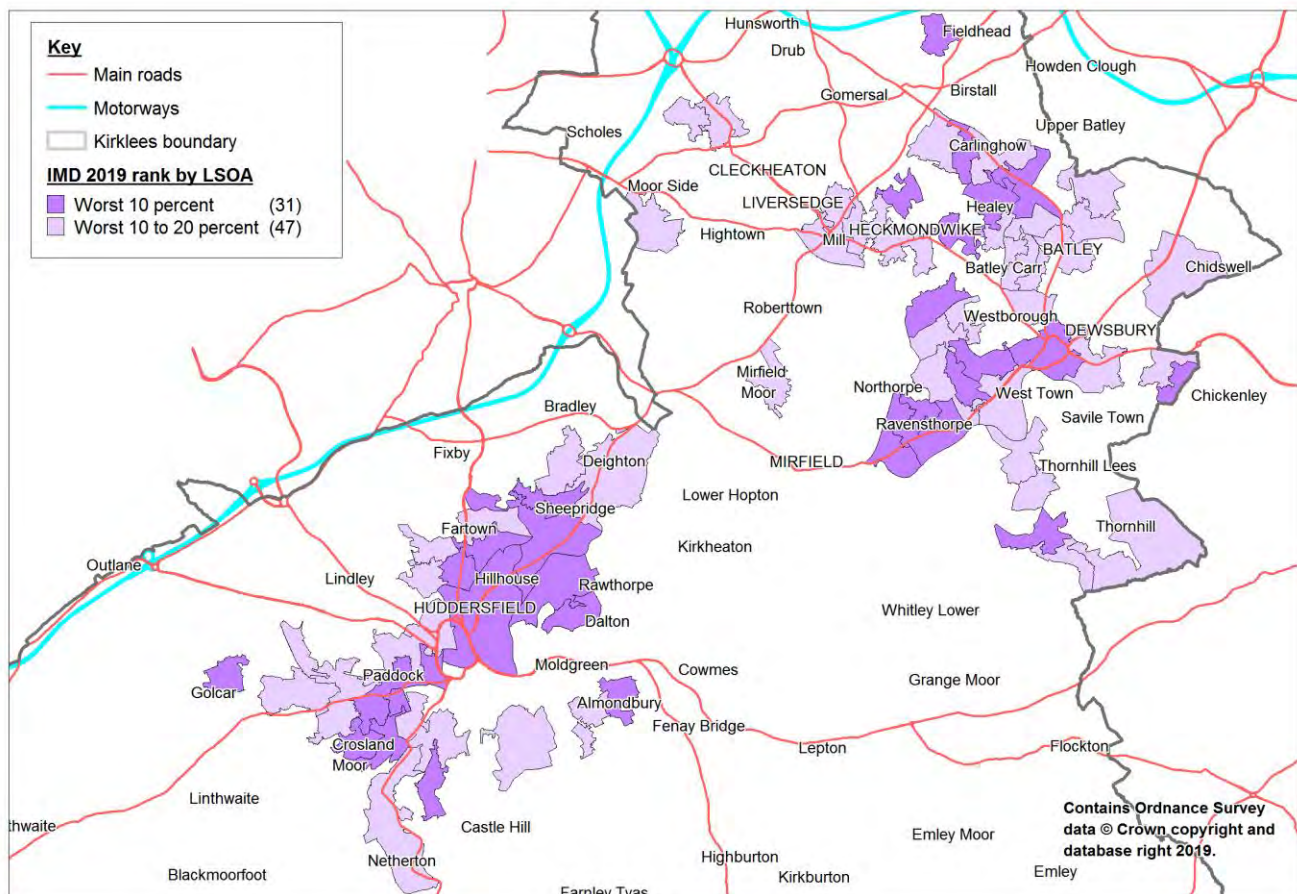 Key
Main roads
Motorways
Kirklees boundary
IMD 2019 rank by LSOA
Worst 10 percent (31)
Worst 10 to 20 percent (47)
Hunsworth
Fieldhead
Drub
Howden Clough
Gomersal
Birstall
Scholes
Upper Batley
Carlinghow
CLECKHEATON
Moor Side
LIVERSEDGE
Healey
Hightown
Mill
HECKMONDWIKE
BATLEY
Batley Carr
Chidswell
Roberttown
Westborough
DEWSBURY
Mirfield
Moor
Northorpe
West Town
Chickenley
Bradley
Savile Town
Ravensthorpe
Fixby
Deighton
MIRFIELD
Thornhill Lees
Lower Hopton
Sheepridge
Fartown
Thornhill
Kirkheaton
Outlane
Lindley
Hillhouse
Rawthorpe
HUDDERSFIELD
Dalton
Whitley Lower
Moldgreen
Cowmes
Paddock
Grange Moor
Golcar
Almondbury
Fenay Bridge
Crosland
Moor
Lepton
Flockton
Linthwaite
thwaite
Castle Hill
Contains Ordnance Survey
data © Crown copyright and
database right 2019.
Emley Moor
Netherton
Highburton
Blackmoorfoot
Kirkburton
Emley
Farnley Tyas